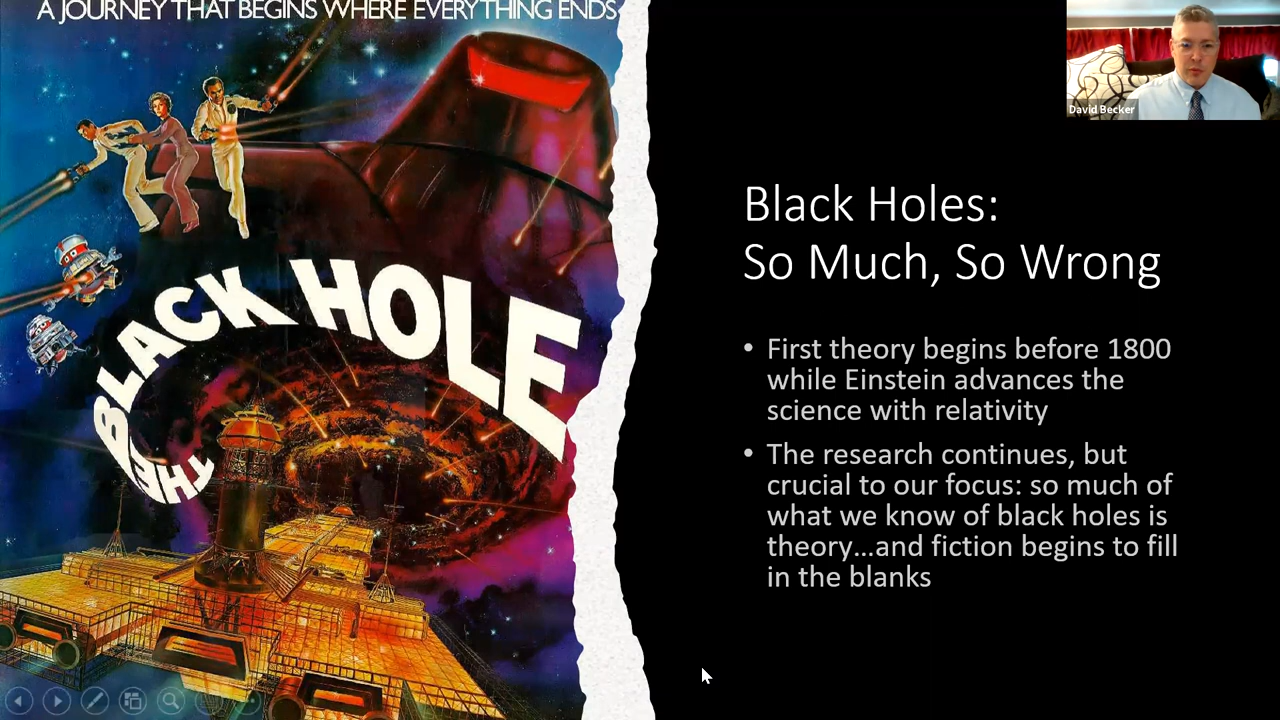 A JOURNEY THAT BEGINS WHERE EVERYTHING ENDS
THE BLACK HOLE
David Becker
Black Holes:
So Much, So Wrong
• First theory begins before 1800
while Einstein advances the
science with relativity
• The research continues, but
crucial to our focus: so much of
what we know of black holes is
theory...and fiction begins to fill
in the blanks